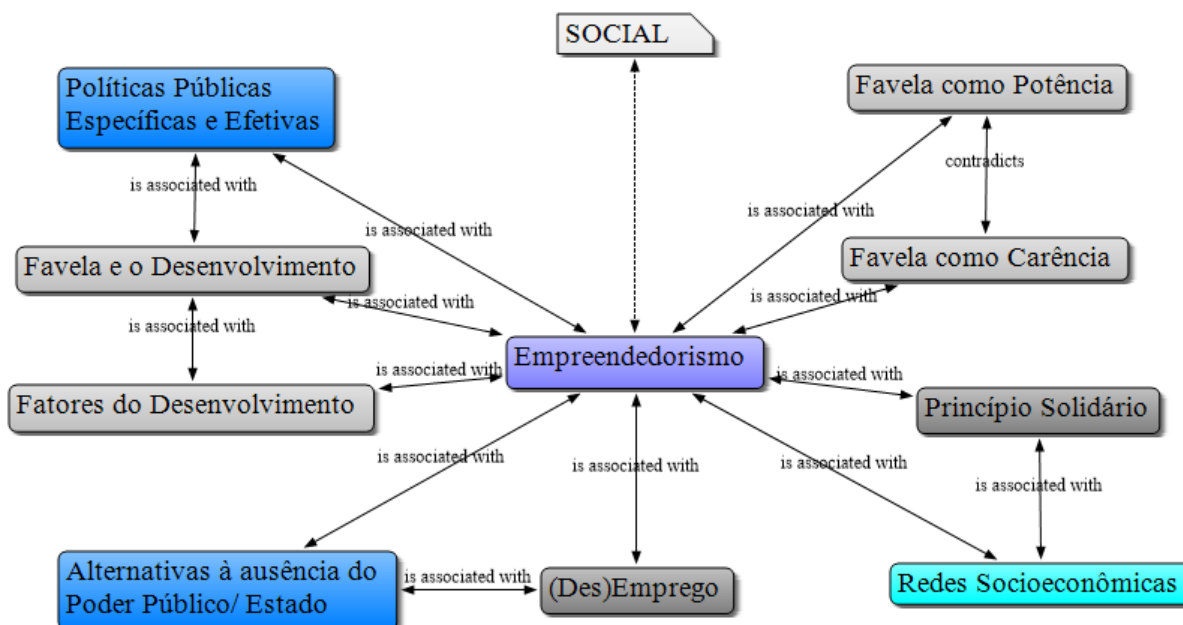 SOCIAL
Políticas Públicas
Específicas e Efetivas
Favela como Potência
is associated with
contradicts
is associated with
is associated with
Favela e o Desenvolvimento
Favela como Carência
is associated with
is associated with
is associated with
Empreendedorismo
is associated with
is associated with
Fatores do Desenvolvimento
Princípio Solidário
is associated with
is associated with
is associated with
is associated with
Alternativas à ausência do
Poder Público/ Estado
is associated with
(Des)Emprego
Redes Socioeconômicas